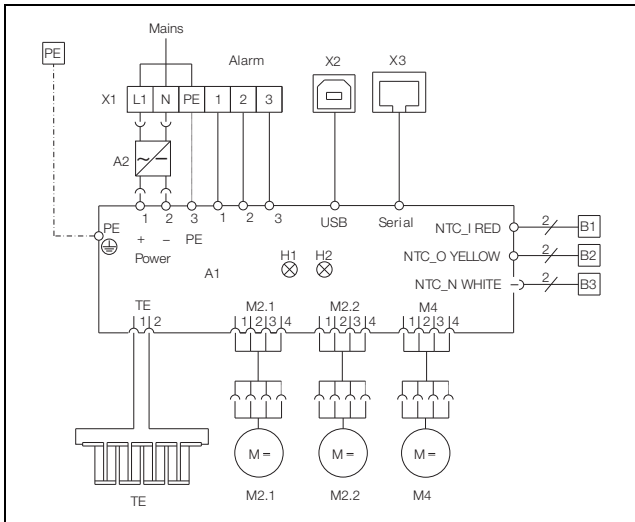 Mains
PE
Alarm
X2
X3
X1
L1 N PE 1 2 3
A2
1 2 3 1 2 3
USB
Serial
PE
+ − PE
Power
A1
H1 H2
NTC_I RED
2
B1
NTC_O YELLOW
2
B2
NTC_N WHITE
2
B3
TE
1 2
M2.1
1 2 3 4
M2.2
1 2 3 4
M4
1 2 3 4
M =
M =
M =
TE
M2.1
M2.2
M4